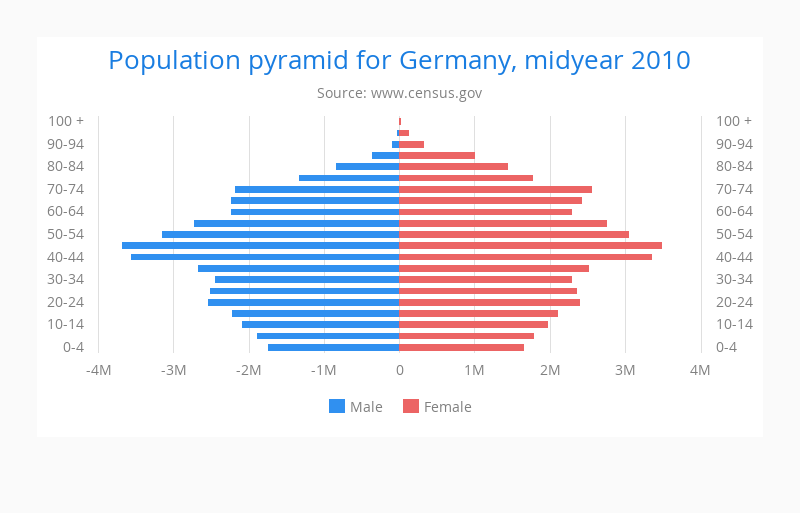 Population pyramid for Germany, midyear 2010
Source: www.census.gov
100 + 100 +
90-94 90-94
80-84 80-84
70-74 70-74
60-64 60-64
50-54 50-54
40-44 40-44
30-34 30-34
20-24 20-24
10-14 10-14
0-4 0-4
-4M -3M -2M -1M 0 1M 2M 3M 4M
Male Female